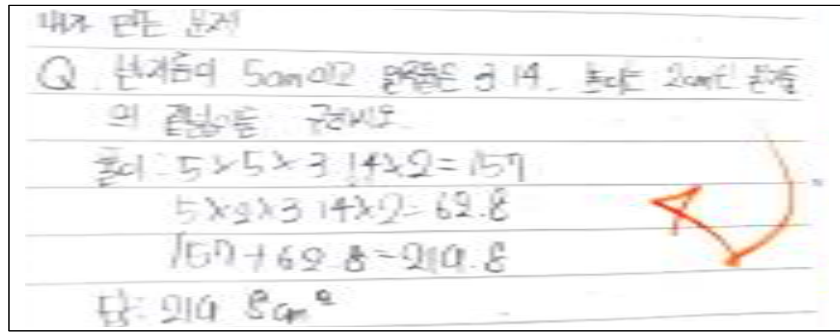 내가 만든 문제
Q. 반지름이 5cm이고 원주율은 3.14. 높이는 2cm인 원기둥
의 겉넓이를 구하시오.
풀이: 5×5×3.14×2=157
5×2×3.14×2=62.8
157+62.8=219.8
답: 219.8cm²